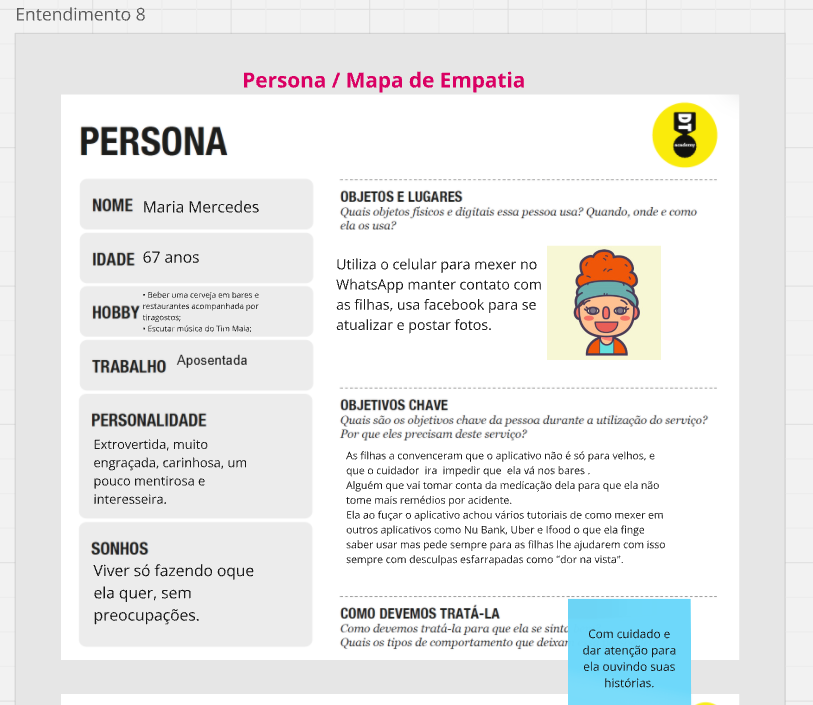 Entendimento 8
Persona / Mapa de Empatia
PERSONA
DT
academy
NOME Maria Mercedes
IDADE 67 anos
HOBBY
• Beber uma cerveja em bares e
restaurantes acompanhada por
tiragostos;
• Escutar música do Tim Maia;
TRABALHO Aposentada
PERSONALIDADE
Extrovertida, muito
engraçada, carinhosa, um
pouco mentirosa e
interesseira.
SONHOS
Viver só fazendo oque
ela quer, sem
preocupações.
OBJETOS E LUGARES
Quais objetos físicos e digitais essa pessoa usa? Quando, onde e como
ela os usa?
Utiliza o celular para mexer no
WhatsApp manter contato com
as filhas, usa facebook para se
atualizar e postar fotos.
OBJETIVOS CHAVE
Quais são os objetivos chave da pessoa durante a utilização do serviço?
Por que eles precisam deste serviço?
As filhas a convenceram que o aplicativo não é só para velhos, e
que o cuidador ira impedir que ela vá nos bares .
Alguém que vai tomar conta da medicação dela para que ela não
tome mais remédios por acidente.
Ela ao fuçar o aplicativo achou vários tutoriais de como mexer em
outros aplicativos como Nu Bank, Uber e Ifood o que ela finge
saber usar mas pede sempre para as filhas lhe ajudarem com isso
sempre com desculpas esfarrapadas como "dor na vista".
COMO DEVEMOS TRATÁ-LA
Como devemos tratá-la para que ela se
Quais os tipos de comportamento que
Com cuidado e
dar atenção para
ela ouvindo suas
histórias.